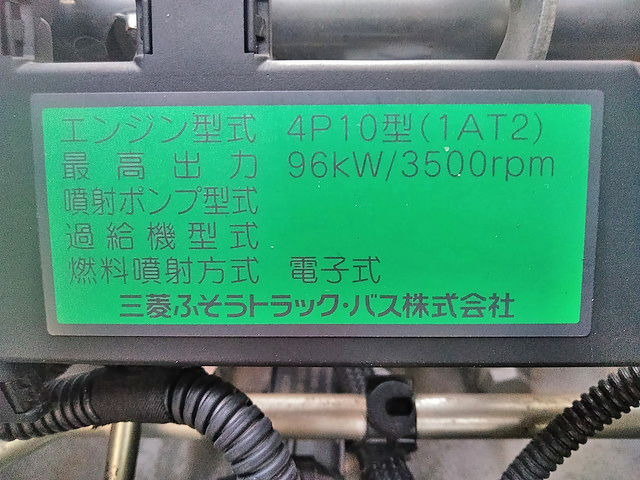 エンジン型式 4P10型(1AT2)
最高出力 96kW/3500rpm
噴射ポンプ型式
過給機型式
燃料噴射方式 電子式
三菱ふそうトラック・バス株式会社